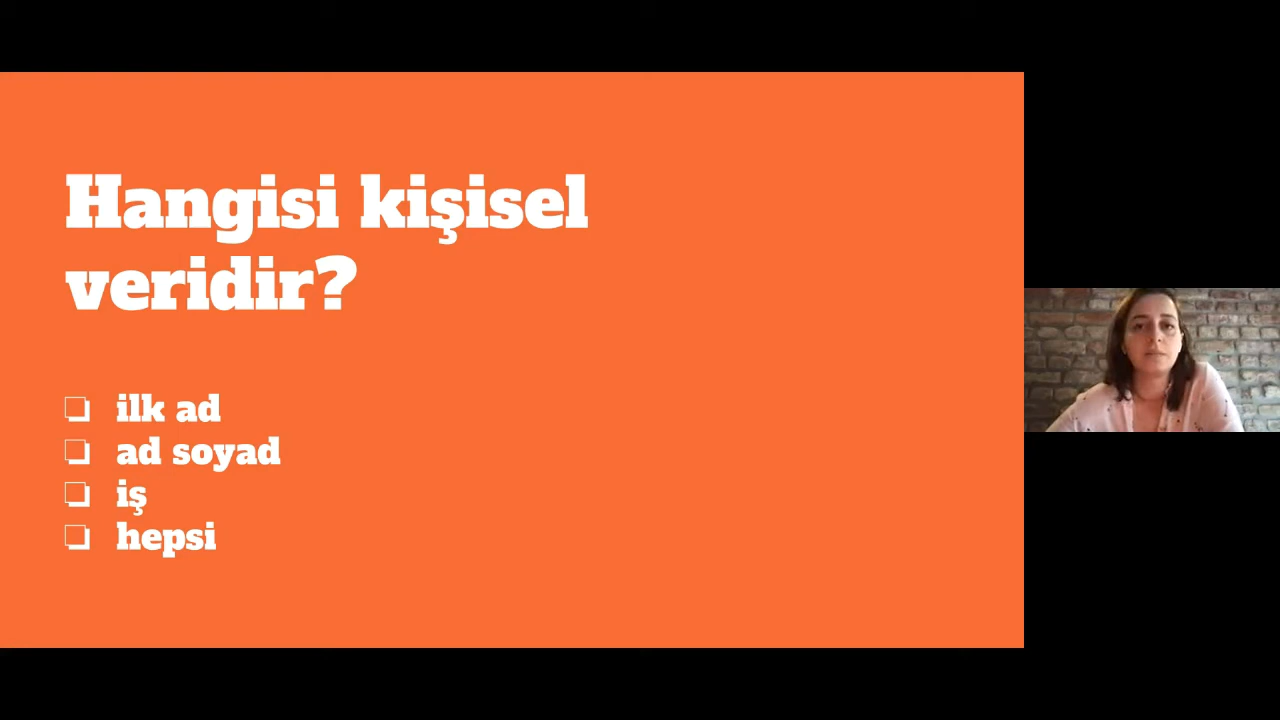 Hangisi kişisel
veridir?
ilk ad
ad soyad
iş
hepsi